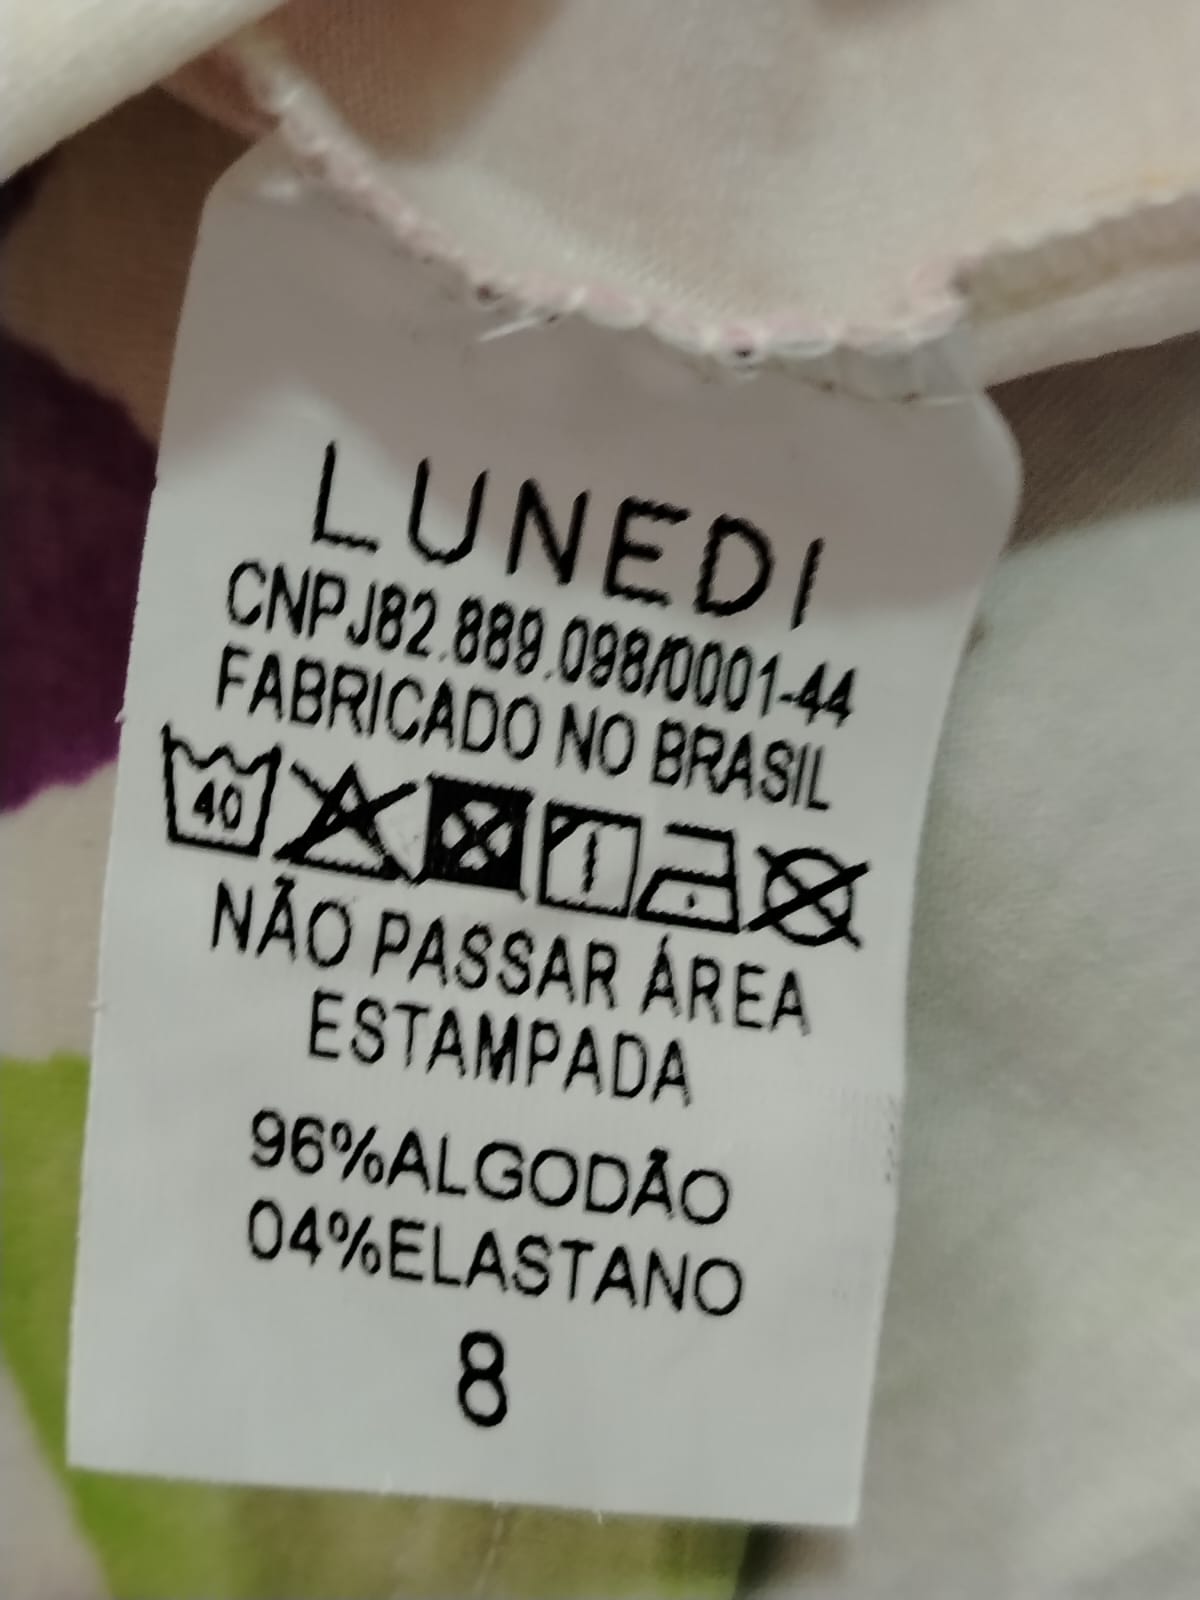 LUNEDI
CNPJ82.889.098/0001-44
FABRICADO NO BRASIL
40
NÃO PASSAR ÁREA
ESTAMPADA
96%ALGODÃO
04%ELASTANO
8